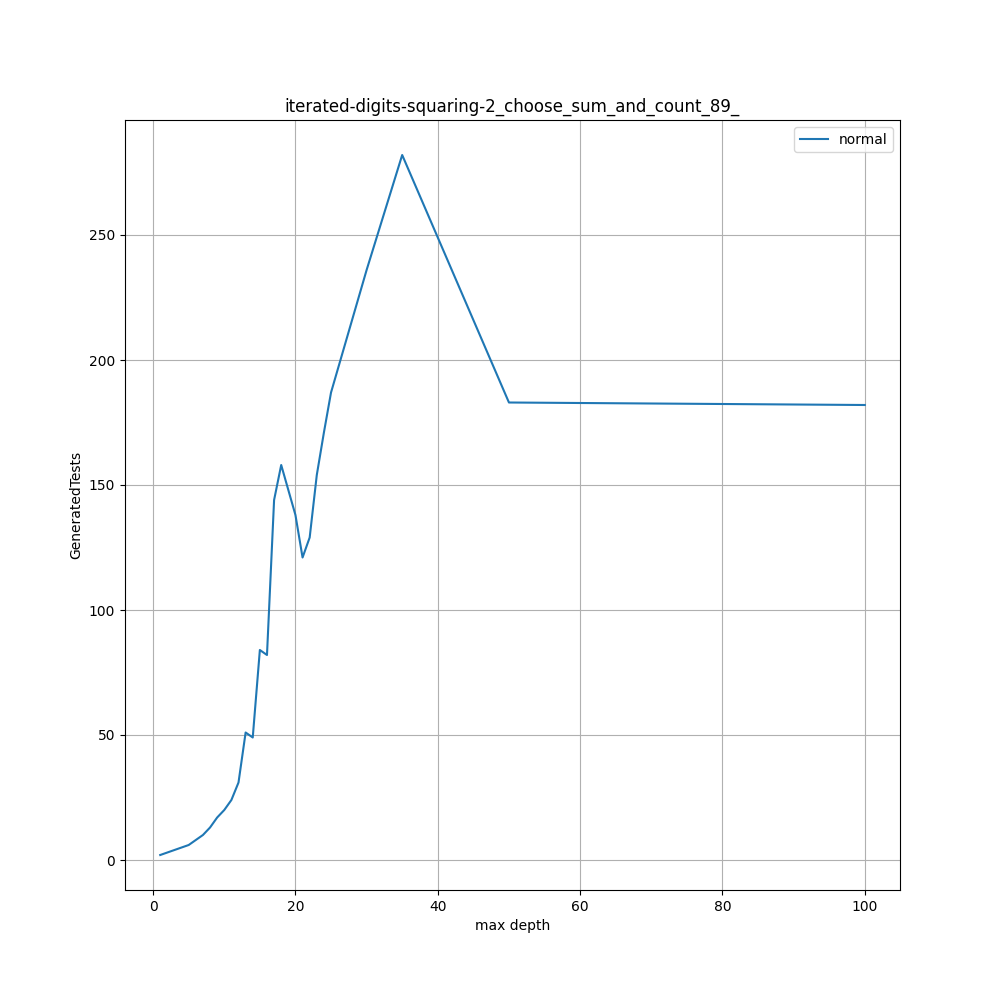 iterated-digits-squaring-2_choose_sum_and_count_89_
normal
GeneratedTests
250
200
150
100
50
0
0 20 40 60 80 100
max depth